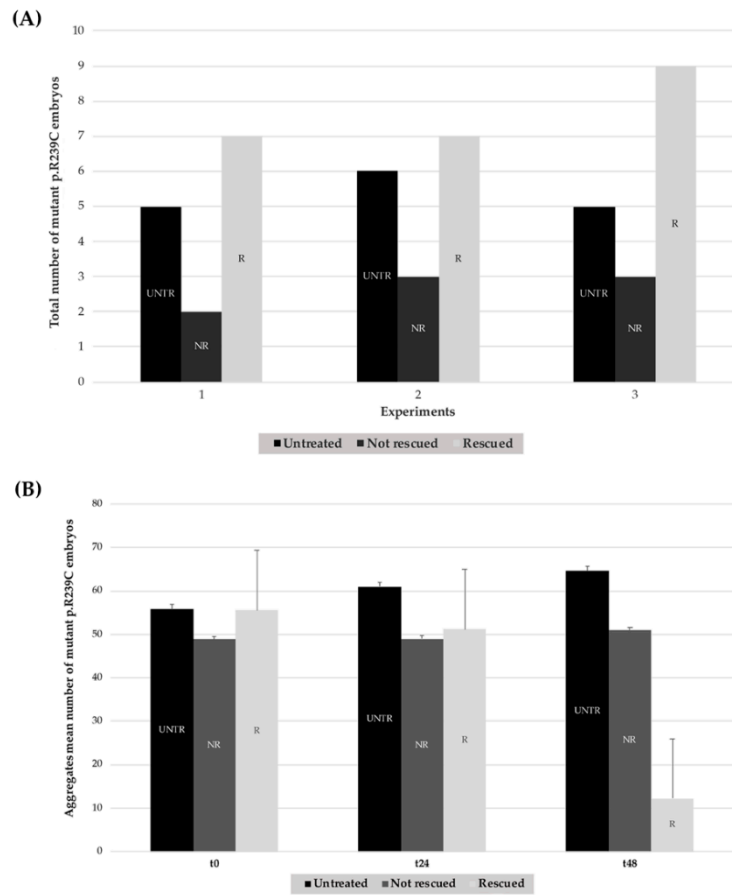 (A)
Total number of mutant p.R239C embryos
10
9
8
7
6
5
4
3
2
1
0
UNTR
NR
R
UNTR
NR
R
UNTR
NR
R
1
2
3
Experiments
Untreated
Not rescued
Rescued
(B)
Aggregates mean number of mutant p.R239C embryos
80
70
60
50
40
30
20
10
0
UNTR
NR
R
UNTR
NR
R
UNTR
NR
R
t0
t24
t48
Untreated
Not rescued
Rescued